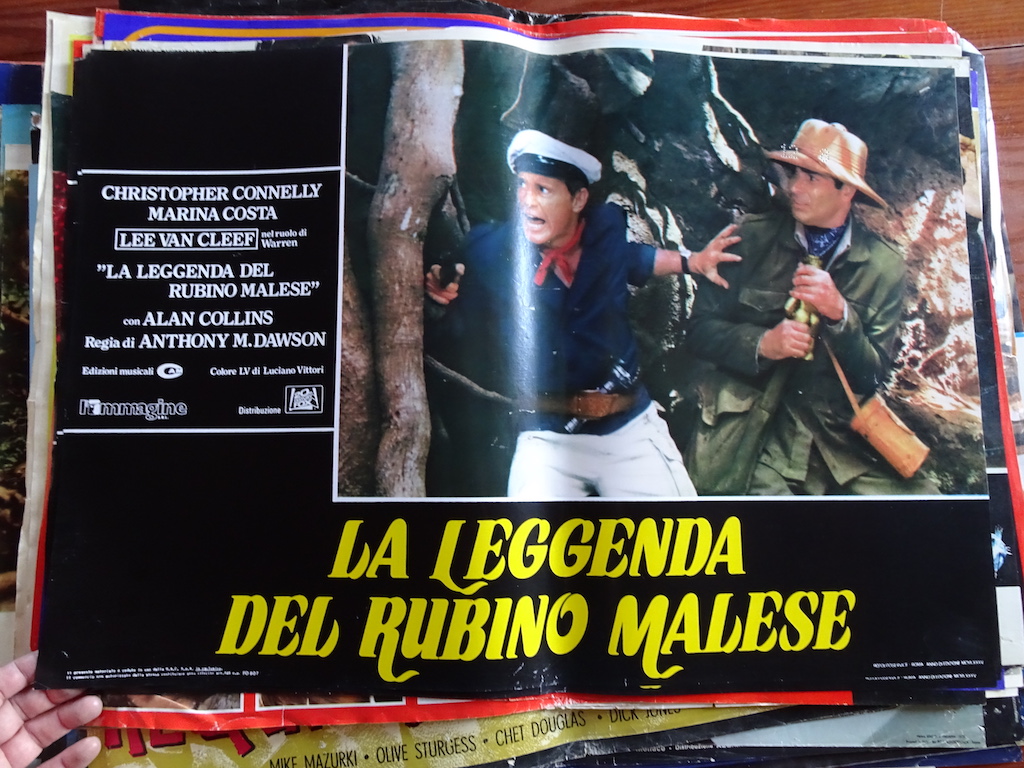 CHRISTOPHER CONNELLY
MARINA COSTA
LEE VAN CLEEF nel ruolo di Warren
"LA LEGGENDA DEL
RUBINO MALESE"
con ALAN COLLINS
Regia di ANTHONY M. DAWSON
Edizioni musicali
Colore LV di Luciano Vittori
l'immagine S.R.L.
Distribuzione
FOX
LA LEGGENDA
DEL RUBINO MALESE
MIKE MAZURKI • OLIVE STURGESS • CHET DOUGLAS • DICK JONES